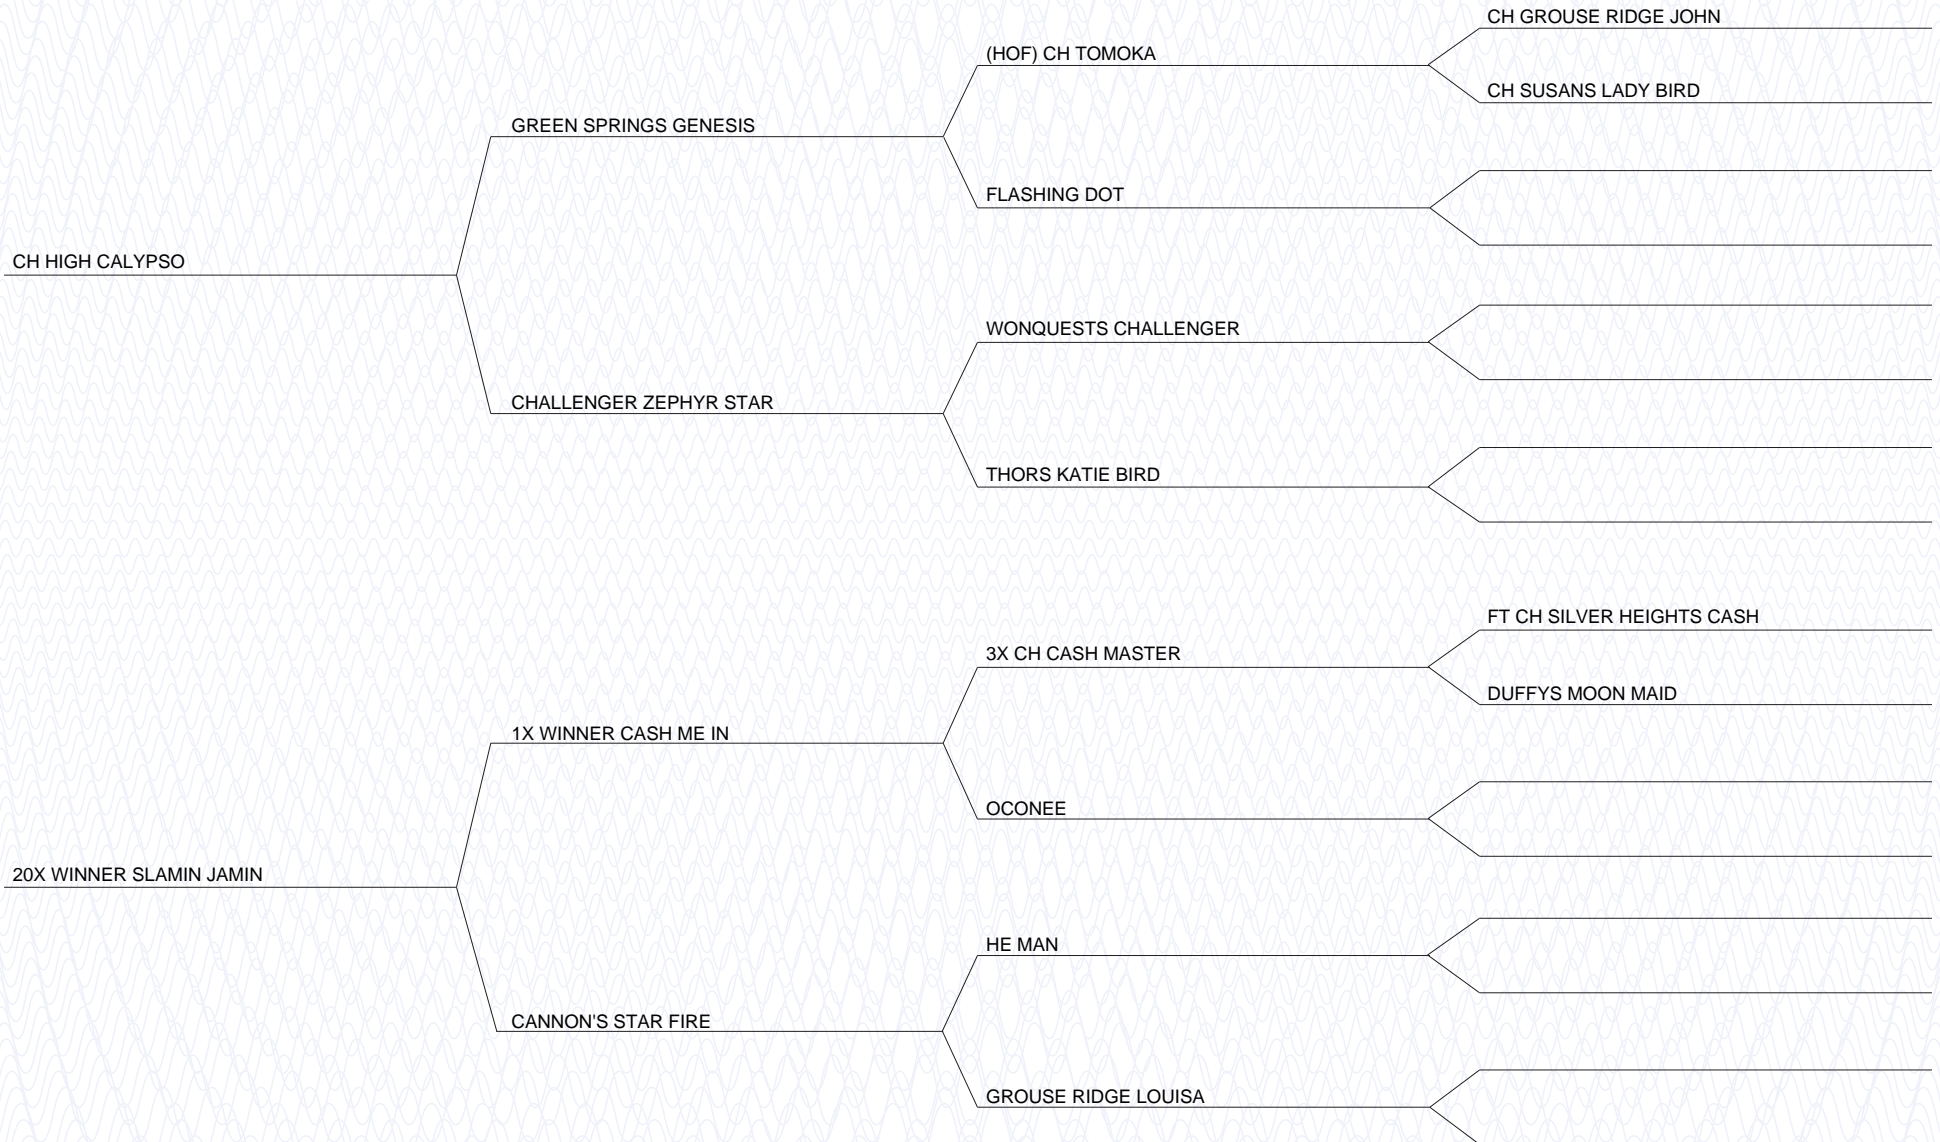 CH GROUSE RIDGE JOHN
(HOF) CH TOMOKA
CH SUSANS LADY BIRD
GREEN SPRINGS GENESIS
FLASHING DOT
CH HIGH CALYPSO
WONQUESTS CHALLENGER
CHALLENGER ZEPHYR STAR
THORS KATIE BIRD
FT CH SILVER HEIGHTS CASH
3X CH CASH MASTER
DUFFYS MOON MAID
1X WINNER CASH ME IN
OCONEE
20X WINNER SLAMIN JAMIN
HE MAN
CANNON'S STAR FIRE
GROUSE RIDGE LOUISA